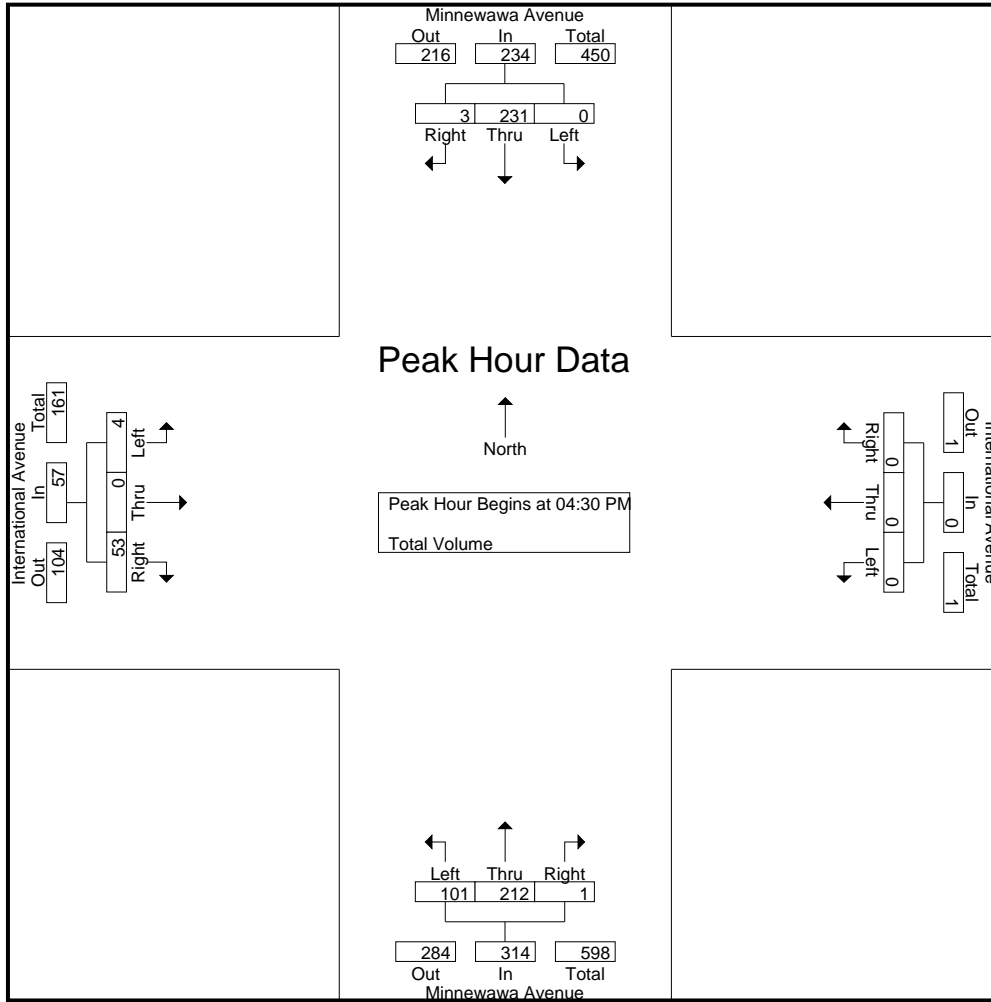 Minnewawa Avenue
Out In Total
216 234 450
3 231 0
Right Thru Left
Peak Hour Data
North
Peak Hour Begins at 04:30 PM
Total Volume
International Avenue
Out In Total
104 57 161
Right Thru Left
53 0 4
International Avenue
Out In Total
1 0 1
Right Thru Left
0 0 0
Left Thru Right
101 212 1
284 314 598
Out In Total
Minnewawa Avenue